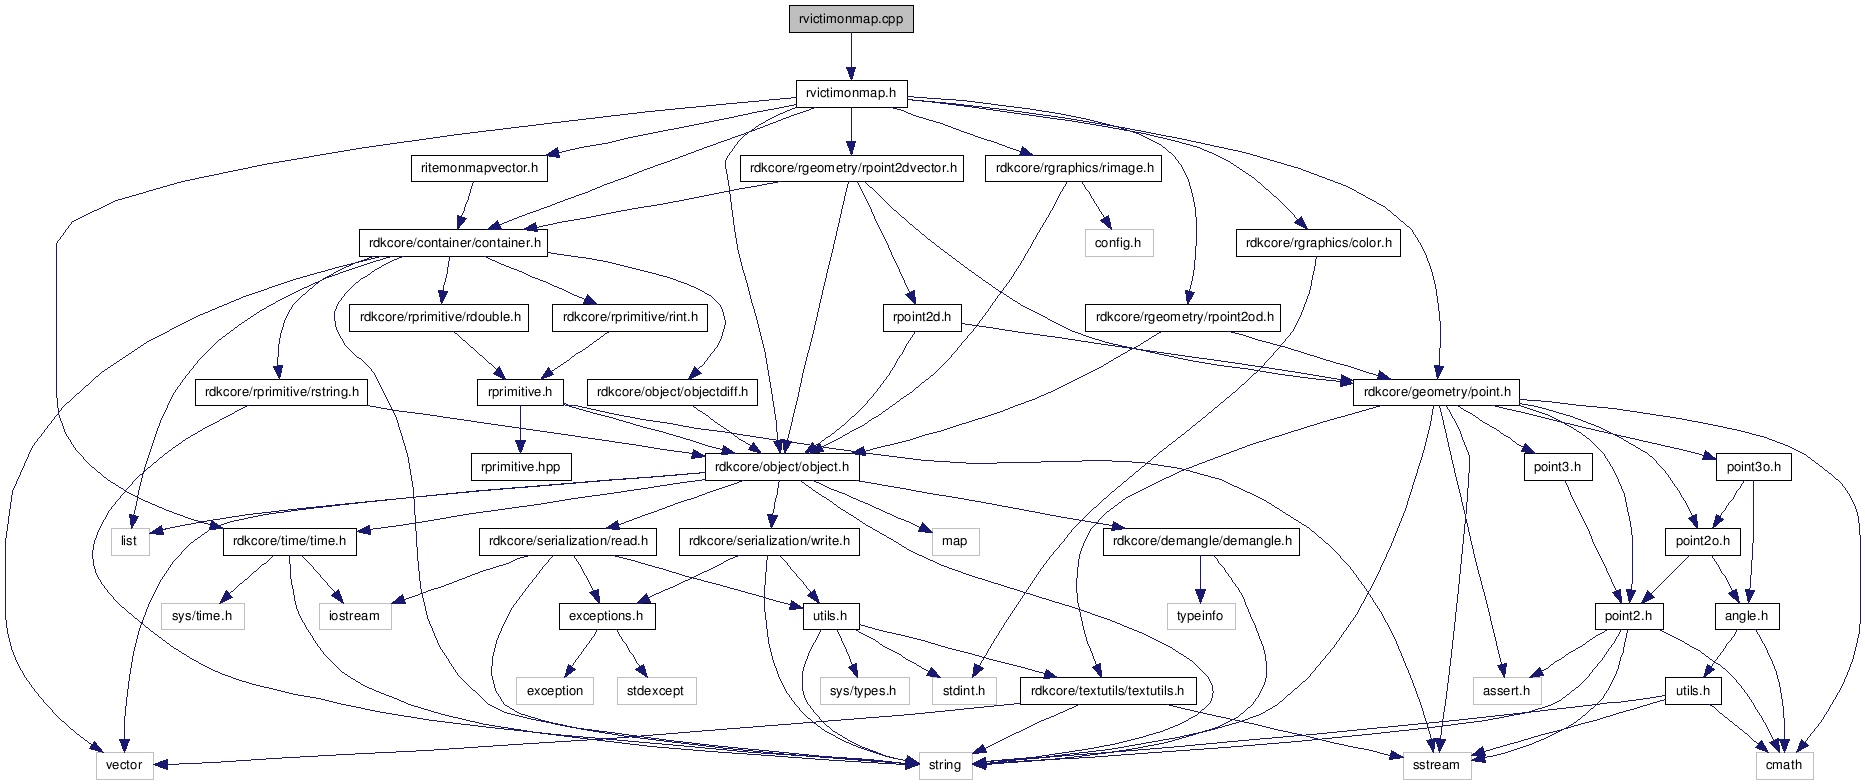 rvictimonmap.cpp
rvictimonmap.h
ritemonmapvector.h
rdkcore/rgeometry/rpoint2dvector.h
rdkcore/rgraphics/rimage.h
rdkcore/container/container.h
config.h
rdkcore/rgraphics/color.h
rdkcore/rprimitive/rdouble.h
rdkcore/rprimitive/rint.h
rpoint2d.h
rdkcore/rgeometry/rpoint2od.h
rdkcore/rprimitive/rstring.h
rprimitive.h
rdkcore/object/objectdiff.h
rdkcore/geometry/point.h
rprimitive.hpp
rdkcore/object/object.h
point3.h
point3o.h
list
rdkcore/time/time.h
rdkcore/serialization/read.h
rdkcore/serialization/write.h
map
rdkcore/demangle/demangle.h
point2o.h
sys/time.h
iostream
exceptions.h
utils.h
typeinfo
point2.h
angle.h
exception
stdexcept
sys/types.h
stdint.h
rdkcore/textutils/textutils.h
assert.h
utils.h
vector
string
sstream
cmath